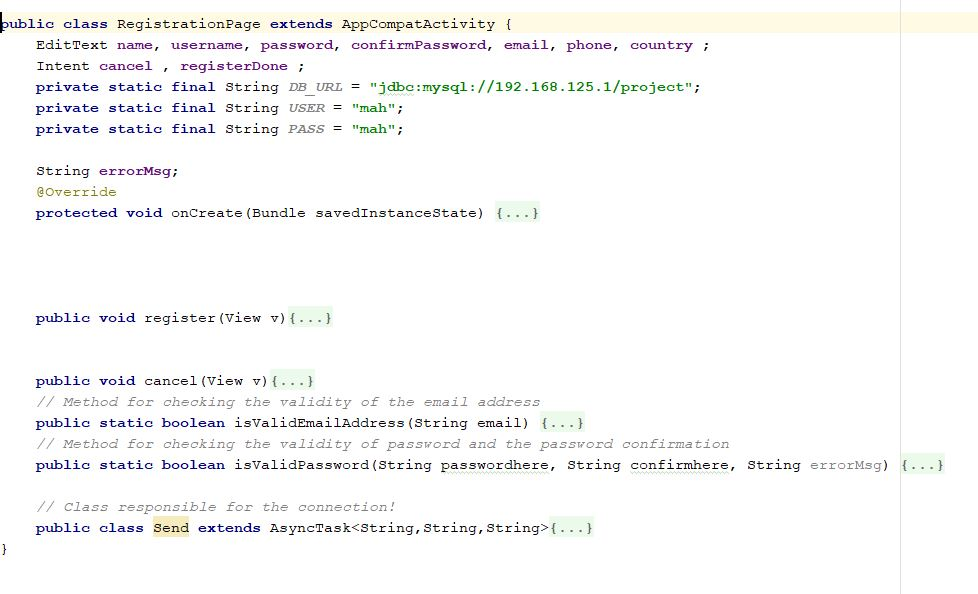 public class RegistrationPage extends AppCompatActivity {
EditText name, username, password, confirmPassword, email, phone, country ;
Intent cancel , registerDone ;
private static final String DB_URL = "jdbc:mysql://192.168.125.1/project";
private static final String USER = "mah";
private static final String PASS = "mah";
String errorMsg;
@Override
protected void onCreate(Bundle savedInstanceState) {...}
public void register(View v){...}
public void cancel(View v){...}
// Method for checking the validity of the email address
public static boolean isValidEmailAddress(String email) {...}
// Method for checking the validity of password and the password confirmation
public static boolean isValidPassword(String passwordhere, String confirmhere, String errorMsg) {...}
// Class responsible for the connection!
public class Send extends AsyncTask<String,String,String>{...}
}